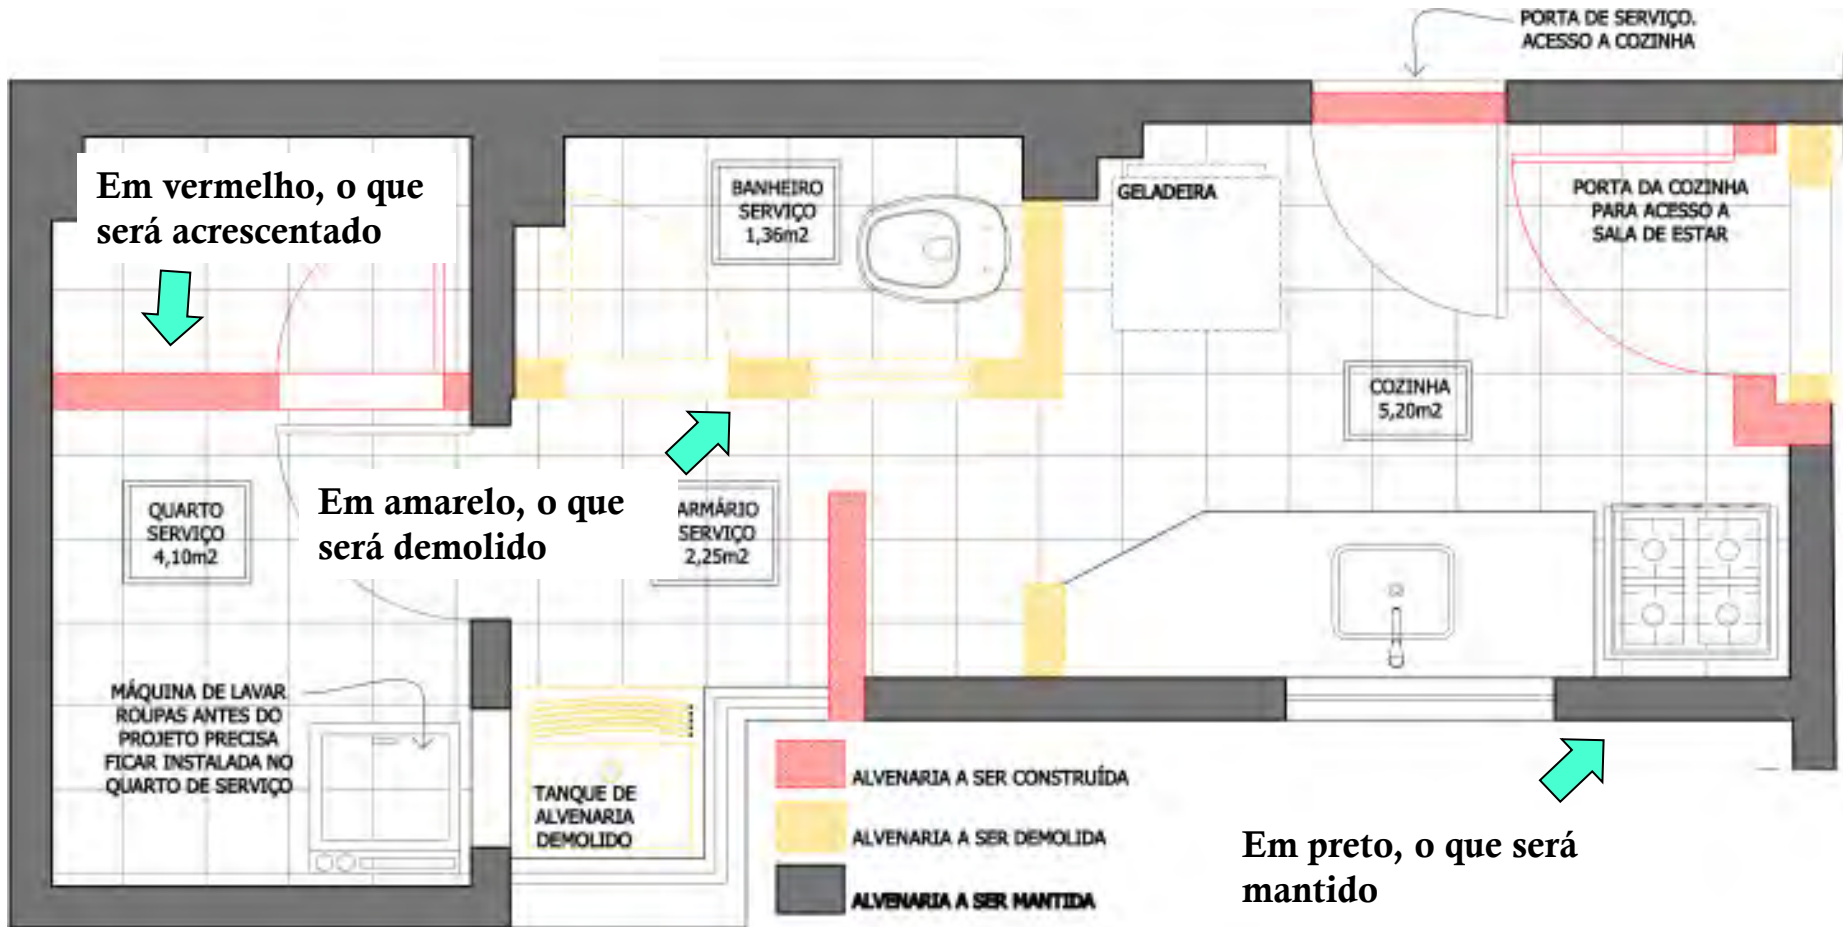 PORTA DE SERVIÇO.
ACESSO A COZINHA
Em vermelho, o que
será acrescentado
BANHEIRO
SERVIÇO
1,36m2
GELADEIRA
PORTA DA COZINHA
PARA ACESSO A
SALA DE ESTAR
COZINHA
5,20m2
QUARTO
SERVIÇO
4,10m2
Em amarelo, o que
será demolido
ARMÁRIO
SERVIÇO
2,25m2
MÁQUINA DE LAVAR
ROUPAS ANTES DO
PROJETO PRECISA
FICAR INSTALADA NO
QUARTO DE SERVIÇO
TANQUE DE
ALVENARIA
DEMOLIDO
ALVENARIA A SER CONSTRUÍDA
ALVENARIA A SER DEMOLIDA
ALVENARIA A SER MANTIDA
Em preto, o que será
mantido